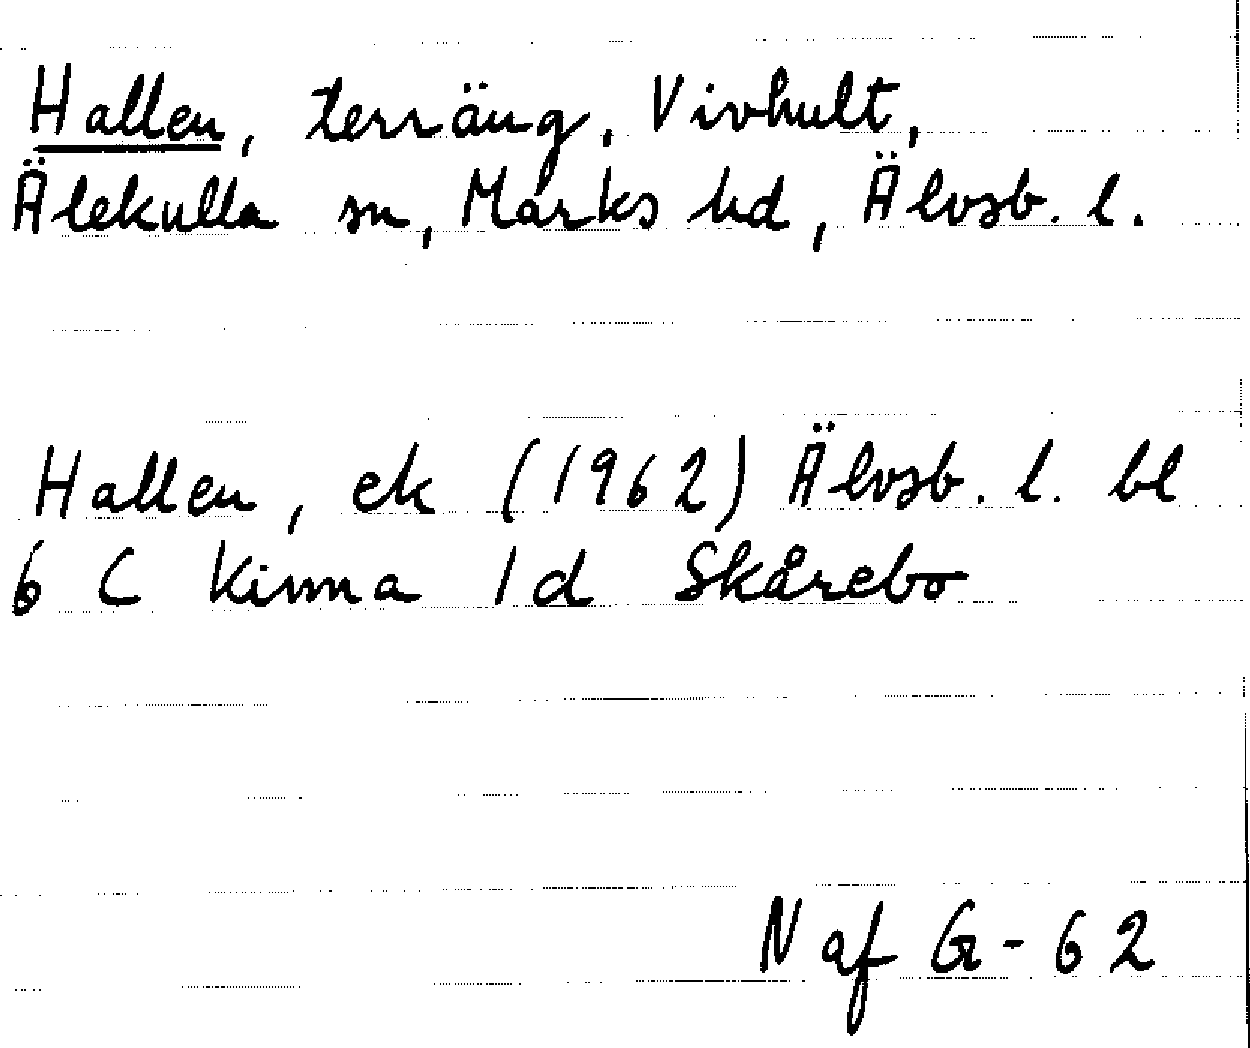 Hallen, terräng, Vivhult,
Älekulla sn, Marks hd, Älvsb. l.
Hallen, ek (1962) Älvsb. l. bl
6 C Kinna 1d Skårebo
N af G-62